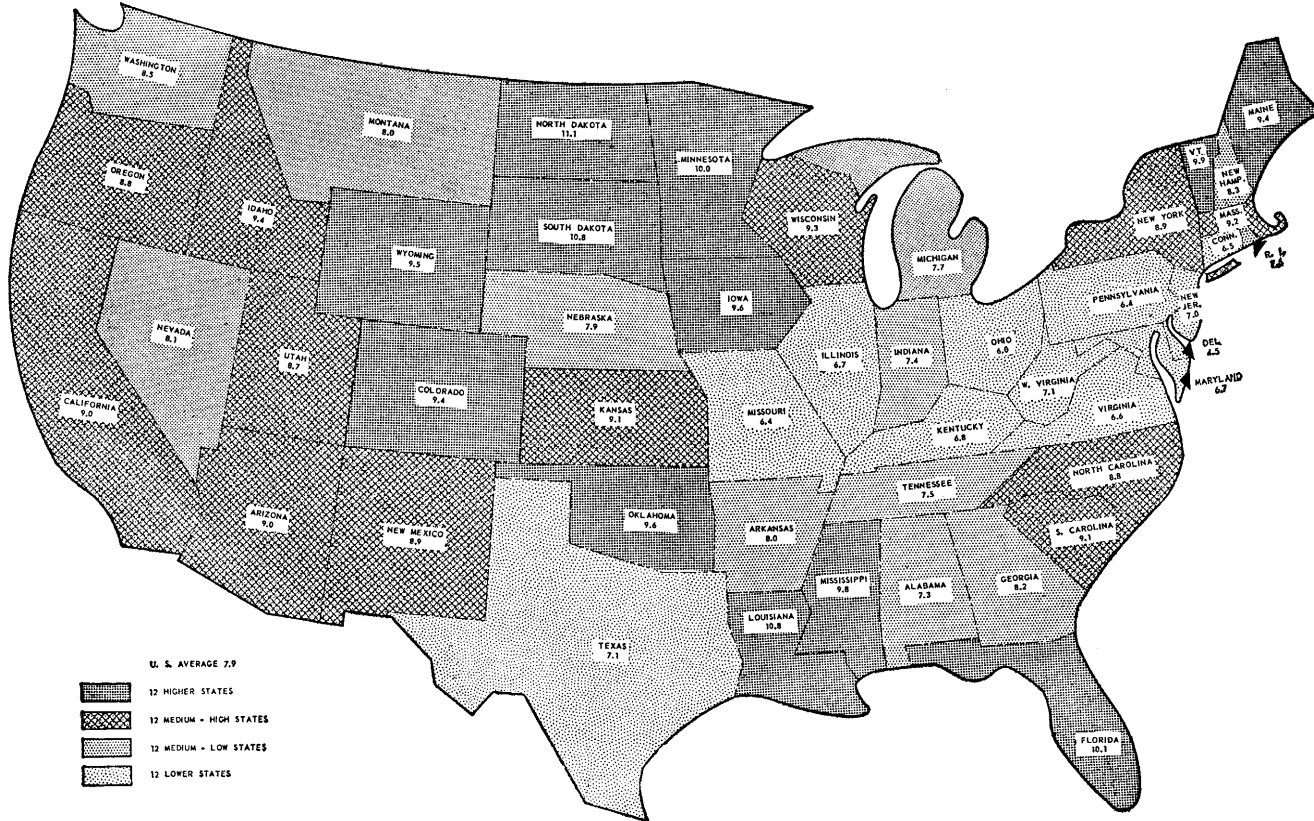 WASHINGTON
8.5
MONTANA
8.0
NORTH DAKOTA
11.1
MINNESOTA
10.0
MAINE
9.4
VT.
9.9
NEW
HAMP.
8.3
OREGON
8.8
IDAHO
9.4
WYOMING
9.5
SOUTH DAKOTA
10.8
WISCONSIN
9.3
MICHIGAN
7.7
NEW YORK
8.9
MASS.
9.2
CONN.
6.5
R. I.
NEVADA
8.1
UTAH
8.7
NEBRASKA
7.9
IOWA
9.6
PENNSYLVANIA
6.4
NEW
JER.
7.0
CALIFORNIA
9.0
COLORADO
9.4
KANSAS
9.1
MISSOURI
6.4
ILLINOIS
6.7
INDIANA
7.4
OHIO
6.0
W. VIRGINIA
7.1
DEL.
MARYLAND
6.7
VIRGINIA
6.6
KENTUCKY
6.8
ARIZONA
9.0
NEW MEXICO
8.9
OKLAHOMA
9.6
ARKANSAS
8.0
TENNESSEE
7.5
NORTH CAROLINA
8.8
S. CAROLINA
9.1
TEXAS
7.1
LOUISIANA
10.8
MISSISSIPPI
9.8
ALABAMA
7.3
GEORGIA
8.2
FLORIDA
10.1
U. S. AVERAGE 7.9
12 HIGHER STATES
12 MEDIUM - HIGH STATES
12 MEDIUM - LOW STATES
12 LOWER STATES